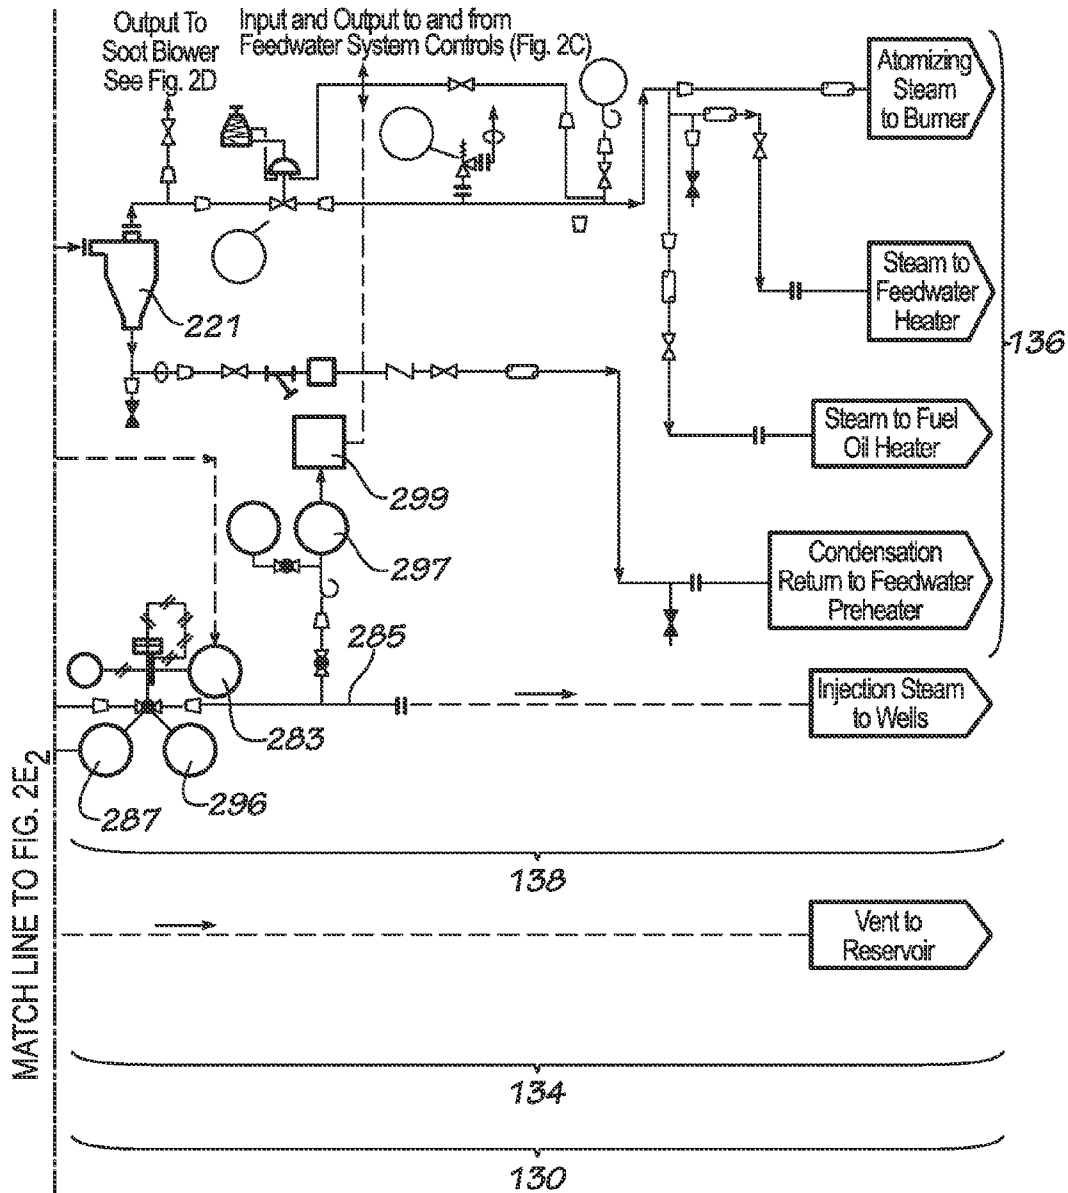 Output To
Soot Blower
See Fig. 2D
Input and Output to and from
Feedwater System Controls (Fig. 2C)
Atomizing
Steam
to Burner
221
Steam to
Feedwater
Heater
136
Steam to Fuel
Oil Heater
299
297
Condensation
Return to Feedwater
Preheater
285
Injection Steam
to Wells
283
287
296
MATCH LINE TO FIG. 2E2
138
Vent to
Reservoir
134
130